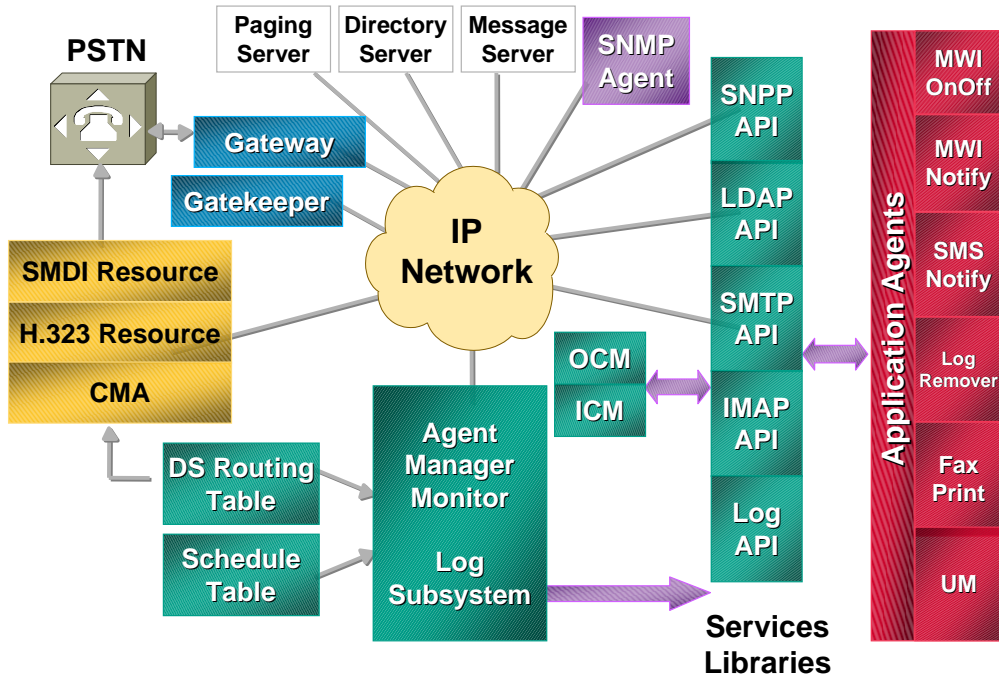 PSTN
Paging
Server
Directory
Server
Message
Server
SNMP
Agent
Gateway
Gatekeeper
IP
Network
SMDI Resource
H.323 Resource
CMA
DS Routing
Table
Schedule
Table
Agent
Manager
Monitor
Log
Subsystem
OCM
ICM
SNPP
API
LDAP
API
SMTP
API
IMAP
API
Log
API
Services
Libraries
Application Agents
MWI
OnOff
MWI
Notify
SMS
Notify
Log
Remover
Fax
Print
UM